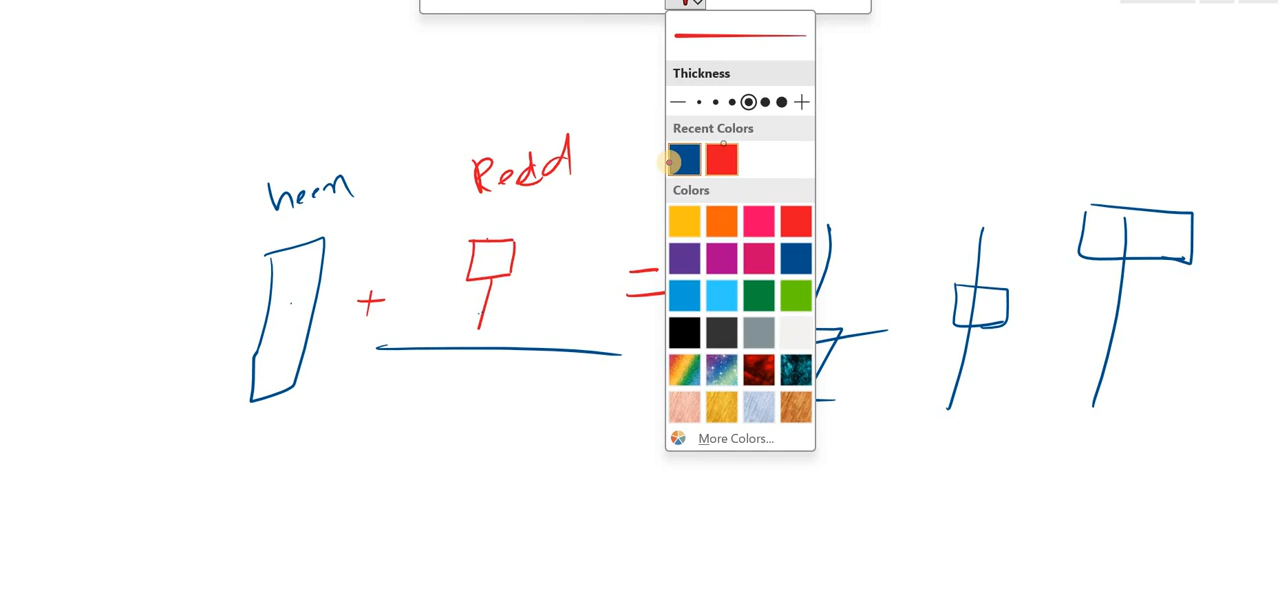 Thickness
Recent Colors
Colors
heem
Redd
+
=
More Colors...